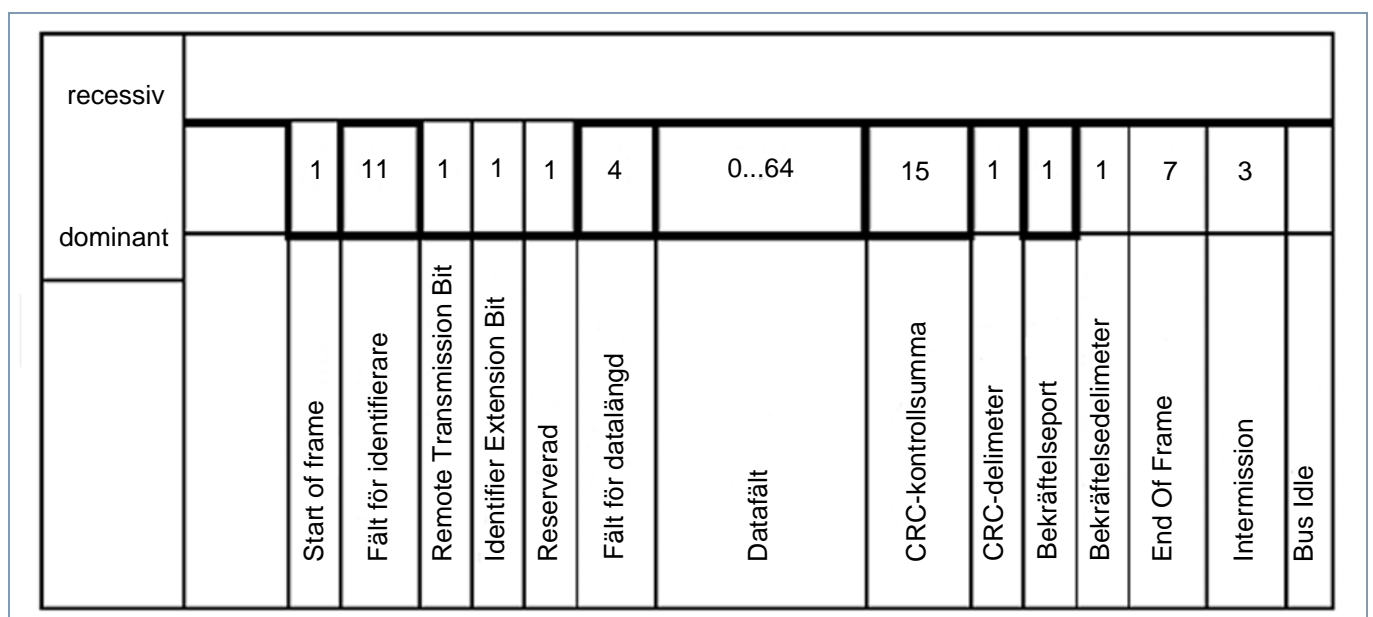 recessiv
dominant
1
11
1
1
1
4
0...64
15
1
1
1
7
3
Start of frame
Fält för identifierare
Remote Transmission Bit
Identifier Extension Bit
Reserverad
Fält för datalängd
Datafält
CRC-kontrollsumma
CRC-delimeter
Bekräftelseport
Bekräftelsedelimeter
End Of Frame
Intermission
Bus Idle